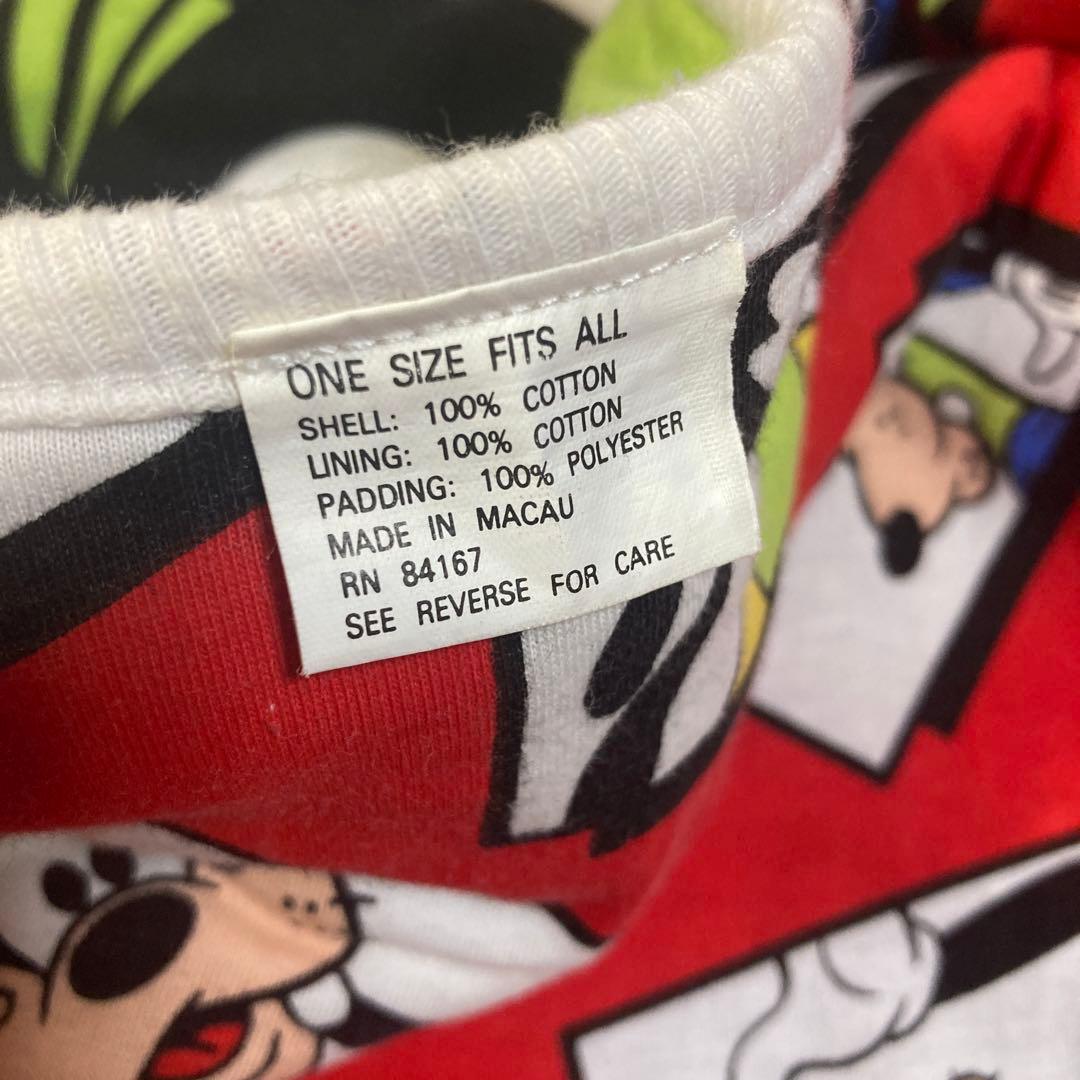 ONE SIZE FITS ALL
SHELL: 100% COTTON
LINING: 100% COTTON
PADDING: 100% POLYESTER
MADE IN MACAU
RN 84167
SEE REVERSE FOR CARE